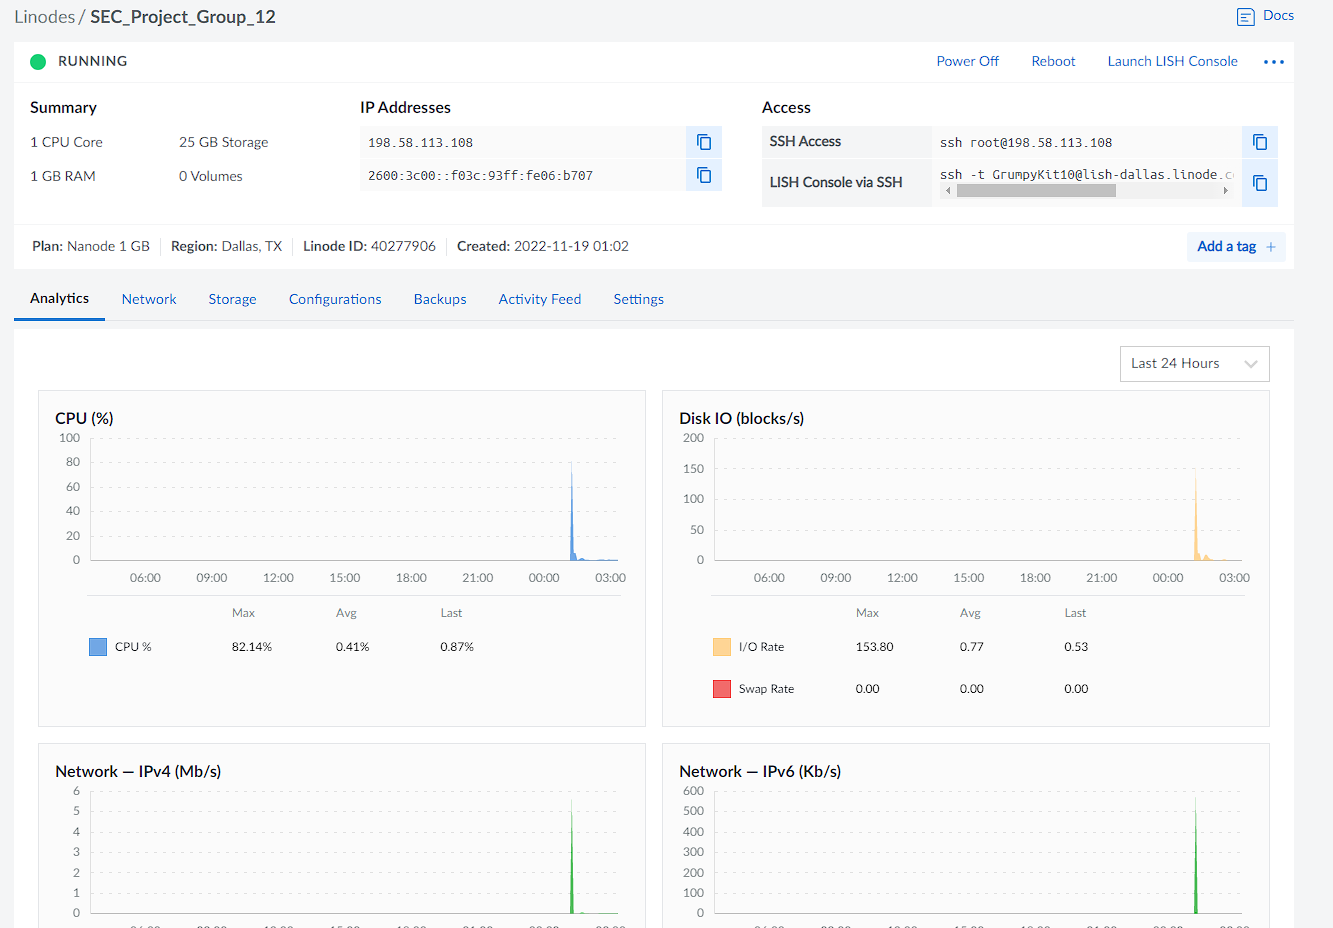 Linodes / SEC_Project_Group_12
Docs
RUNNING
Power Off Reboot Launch LISH Console
Summary
1 CPU Core 25 GB Storage
1 GB RAM 0 Volumes
IP Addresses
198.58.113.108
2600:3c00::f03c:93ff:fe06:b707
Access
SSH Access ssh root@198.58.113.108
LISH Console via SSH ssh -t GrumpyKit10@lish-dallas.linode.c
Plan: Nanode 1 GB Region: Dallas, TX Linode ID: 40277906 Created: 2022-11-19 01:02
Add a tag +
Analytics Network Storage Configurations Backups Activity Feed Settings
Last 24 Hours
CPU (%)
100
80
60
40
20
0
06:00 09:00 12:00 15:00 18:00 21:00 00:00 03:00
Max Avg Last
CPU % 82.14% 0.41% 0.87%
Disk IO (blocks/s)
200
150
100
50
0
06:00 09:00 12:00 15:00 18:00 21:00 00:00 03:00
Max Avg Last
I/O Rate 153.80 0.77 0.53
Swap Rate 0.00 0.00 0.00
Network — IPv4 (Mb/s)
6
5
4
3
2
1
0
Network — IPv6 (Kb/s)
600
500
400
300
200
100
0